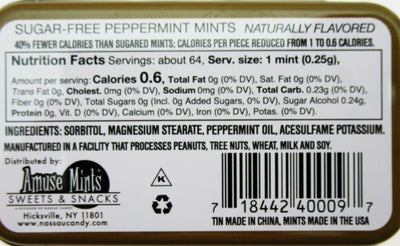 SUGAR-FREE PEPPERMINT MINTS NATURALLY FLAVORED
40% FEWER CALORIES THAN SUGARED MINTS: CALORIES PER PIECE REDUCED FROM 1 TO 0.6 CALORIES.
Nutrition Facts Servings: about 64, Serv. size: 1 mint (0.25g),
Amount per serving: Calories 0.6, Total Fat 0g (0% DV), Sat. Fat 0g (0% DV),
Trans Fat 0g, Cholest. 0mg (0% DV), Sodium 0mg (0% DV), Total Carb. 0.23g (0% DV),
Fiber 0g (0% DV), Total Sugars 0g (Incl. 0g Added Sugars, 0% DV), Sugar Alcohol 0.24g,
Protein 0g, Vit. D (0% DV), Calcium (0% DV), Iron (0% DV), Potas. (0% DV).
INGREDIENTS: SORBITOL, MAGNESIUM STEARATE, PEPPERMINT OIL, ACESULFAME POTASSIUM.
MANUFACTURED IN A FACILITY THAT PROCESSES PEANUTS, TREE NUTS, WHEAT, MILK AND SOY.
Distributed by:
Amuse Mints
SWEETS & SNACKS
A DIVISION OF NASSAU CANDY
Hicksville, NY 11801
www.nassaucandy.com
K
7 18442 40009 7
TIN MADE IN CHINA, MINTS MADE IN USA